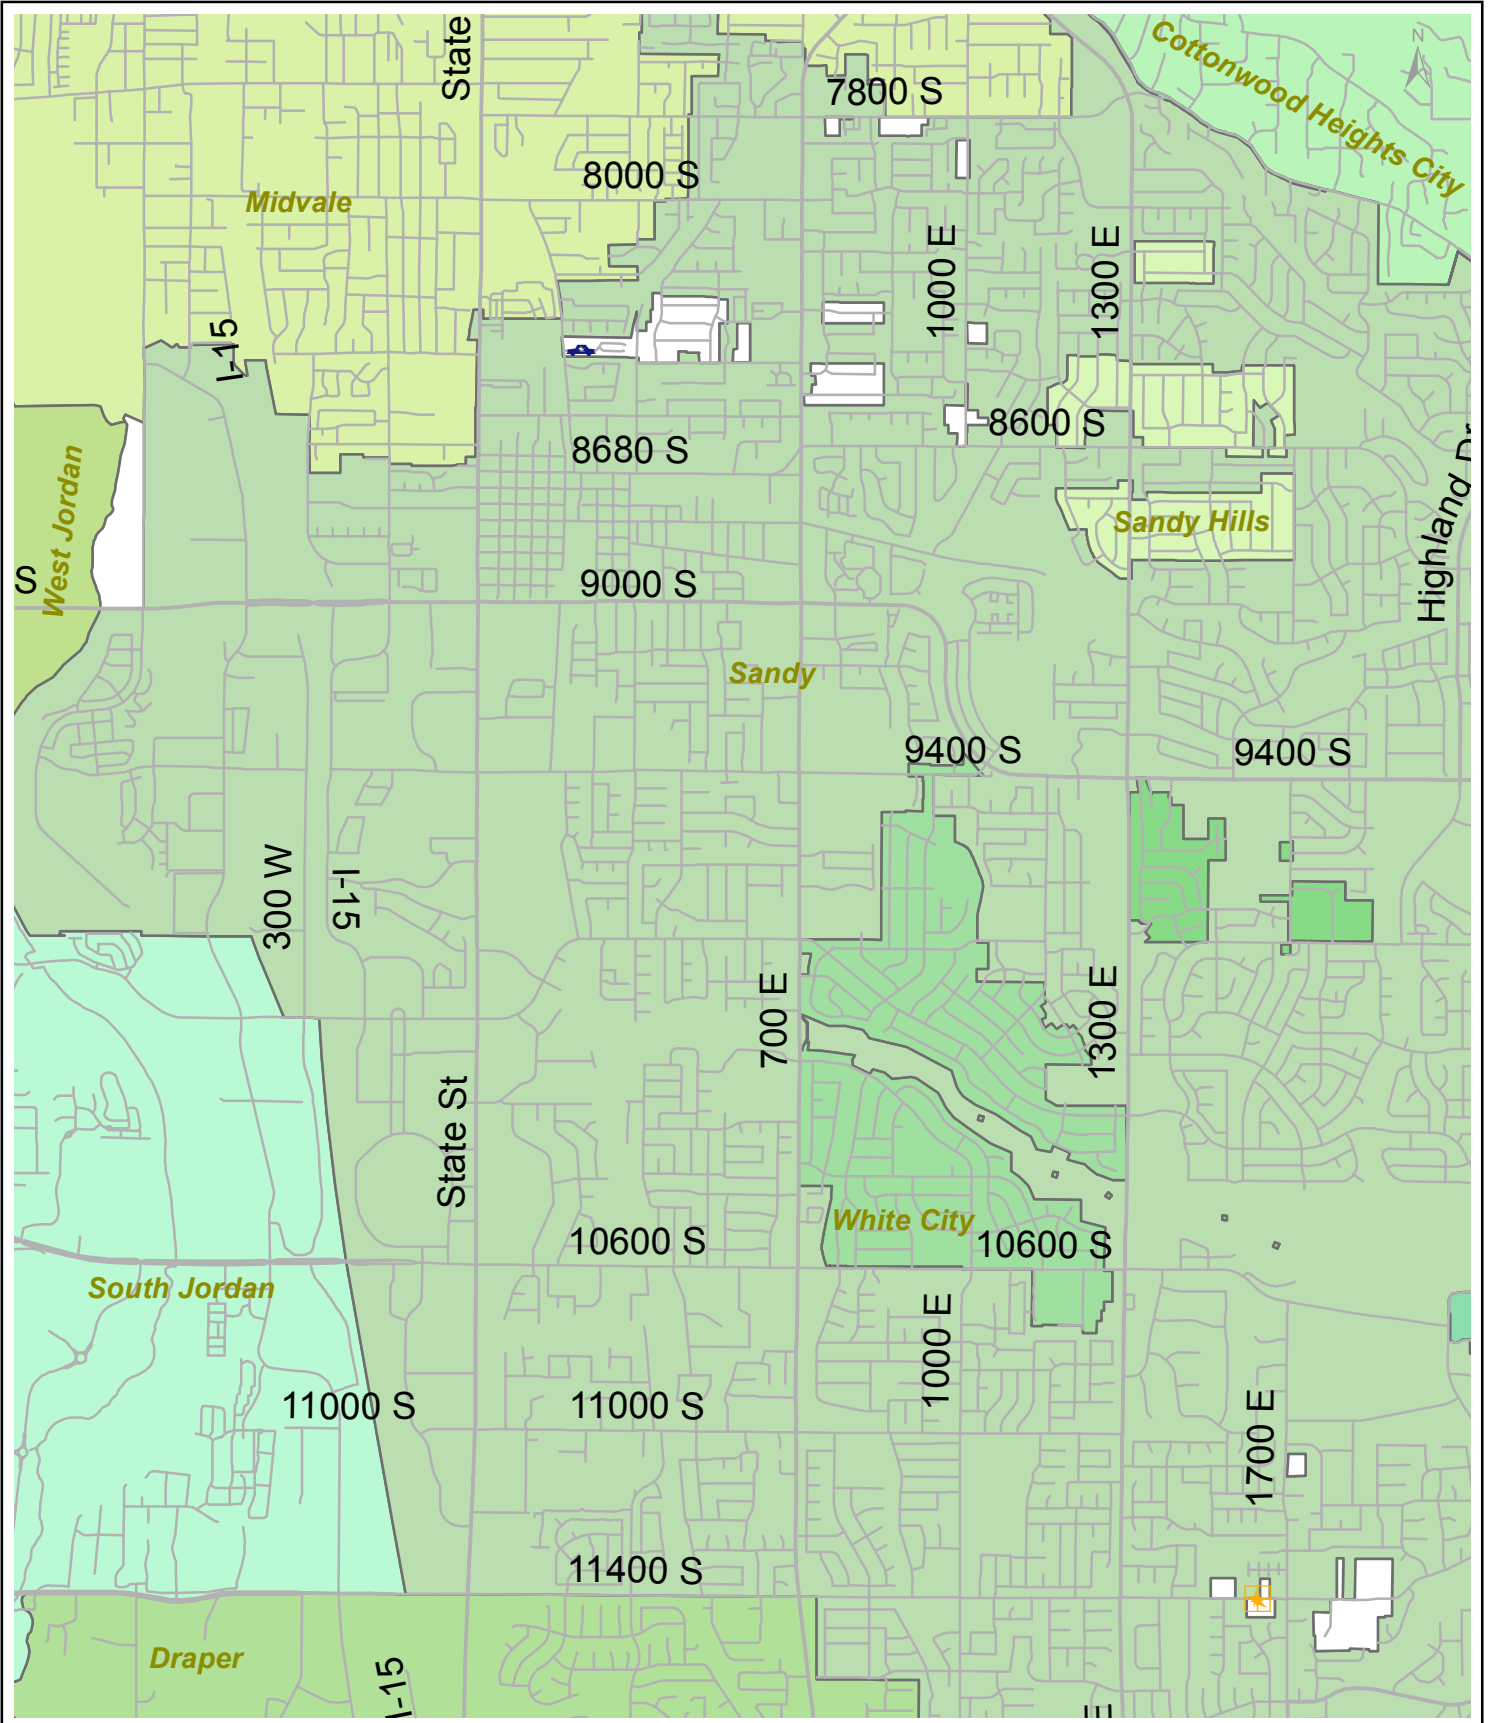 State
Cottonwood Heights City
N
7800 S
8000 S
Midvale
1000 E
1300 E
I-15
8600 S
8680 S
West Jordan
Highland Dr
Sandy Hills
S
9000 S
Sandy
9400 S
9400 S
300 W
I-15
700 E
1300 E
State St
White City
10600 S
10600 S
South Jordan
1000 E
11000 S
11000 S
1700 E
11400 S
Draper
I-15
E